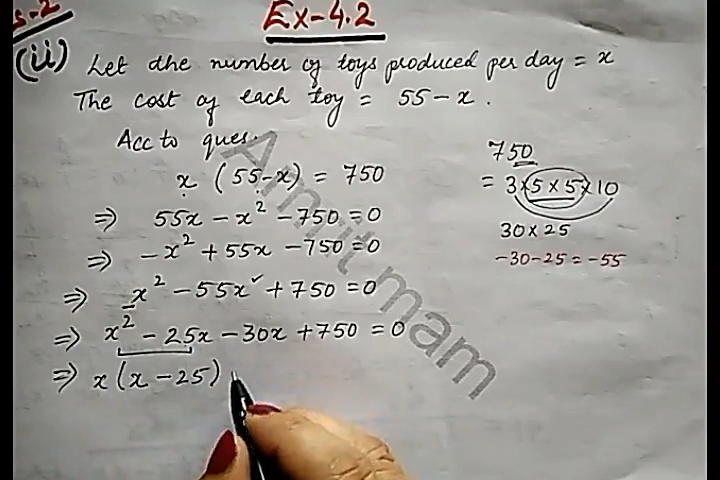 Ex-4.2
(ii) Let the number of toys produced per day = x
The cost of each toy = 55 - x.
Acc to ques.
x (55-x) = 750
⇒ 55x - x² - 750 = 0
⇒ -x² + 55x - 750 = 0
⇒ x² - 55x + 750 = 0
⇒ x² - 25x - 30x + 750 = 0
⇒ x (x - 25)
750
= 3×5×5×10
30×25
-30-25 = -55
Armit mam